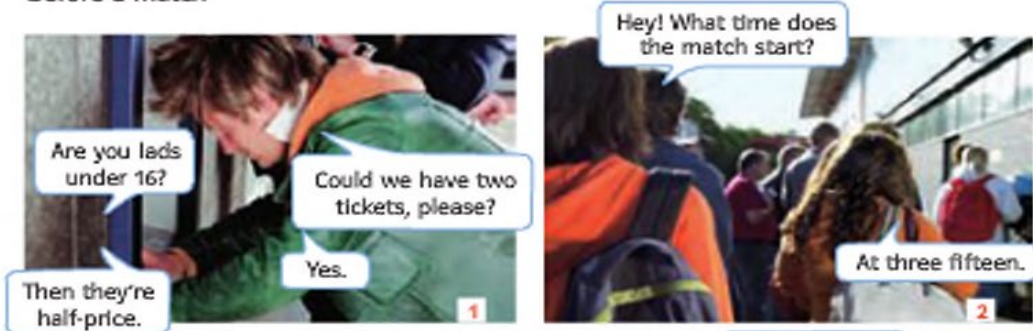 Are you lads
under 16?
Could we have two
tickets, please?
Yes.
Then they're
half-price.
1
Hey! What time does
the match start?
At three fifteen.
2